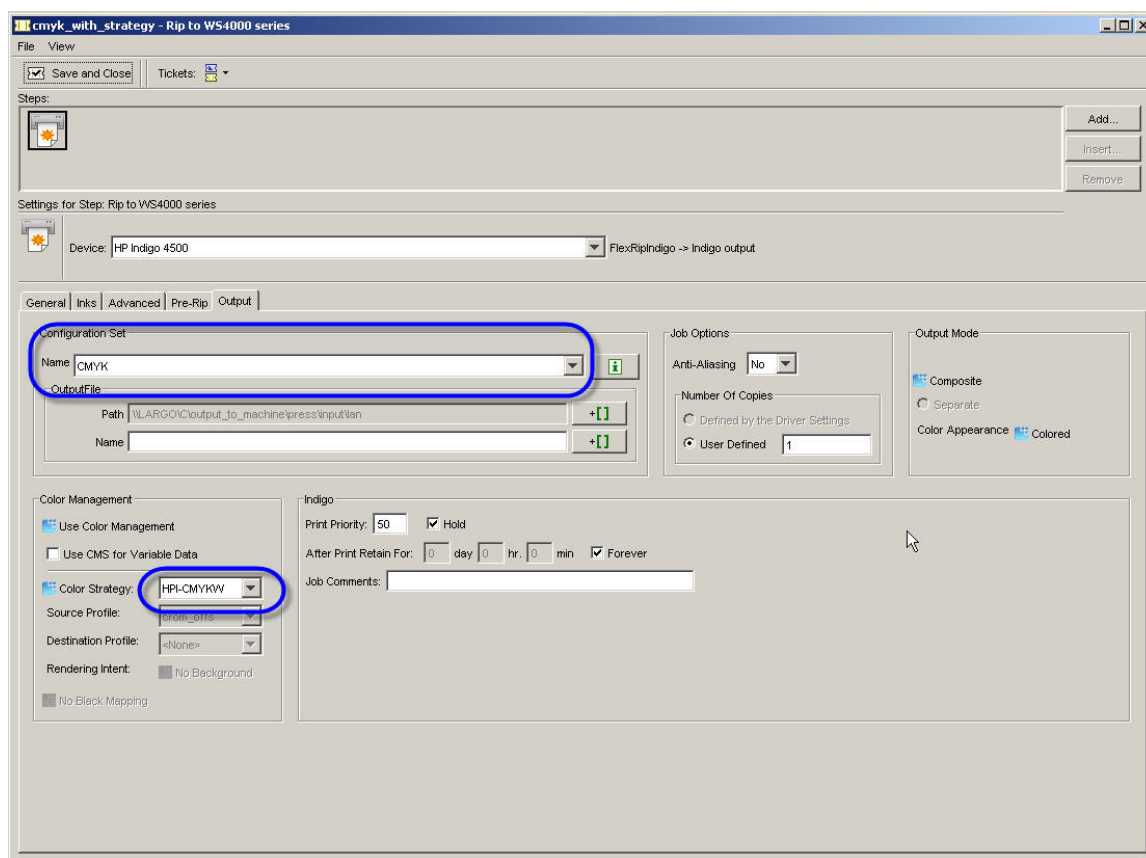 cmyk_with_strategy - Rip to WS4000 series
File View
Save and Close Tickets:
Steps:
Add...
Insert...
Remove
Settings for Step: Rip to WS4000 series
Device: HP Indigo 4500 FlexRipIndigo -> Indigo output
General Inks Advanced Pre-Rip Output
Configuration Set
Name CMYK
OutputFile
Path \\LARGO\C\output_to_machine\press\input\lan +[]
Name +[]
Job Options
Anti-Aliasing No
Number Of Copies
Defined by the Driver Settings
User Defined 1
Output Mode
Composite
Separate
Color Appearance Colored
Color Management
Use Color Management
Use CMS for Variable Data
Color Strategy: HPI-CMYKW
Source Profile: crom_offs
Destination Profile: <None>
Rendering Intent: No Background
No Black Mapping
Indigo
Print Priority: 50 Hold
After Print Retain For: 0 day 0 hr. 0 min Forever
Job Comments: